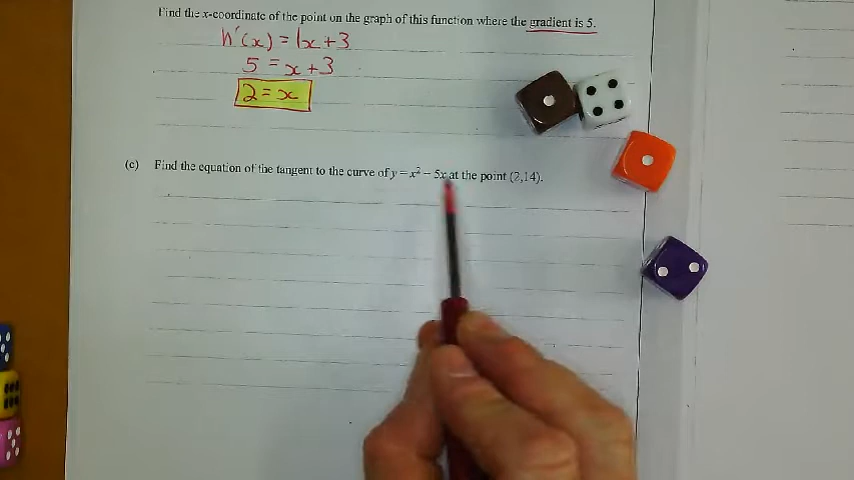 Find the x-coordinate of the point on the graph of this function where the gradient is 5.
h'(x) = 1x + 3
5 = x + 3
2 = x
(c) Find the equation of the tangent to the curve of y = x² − 5x at the point (2,14).